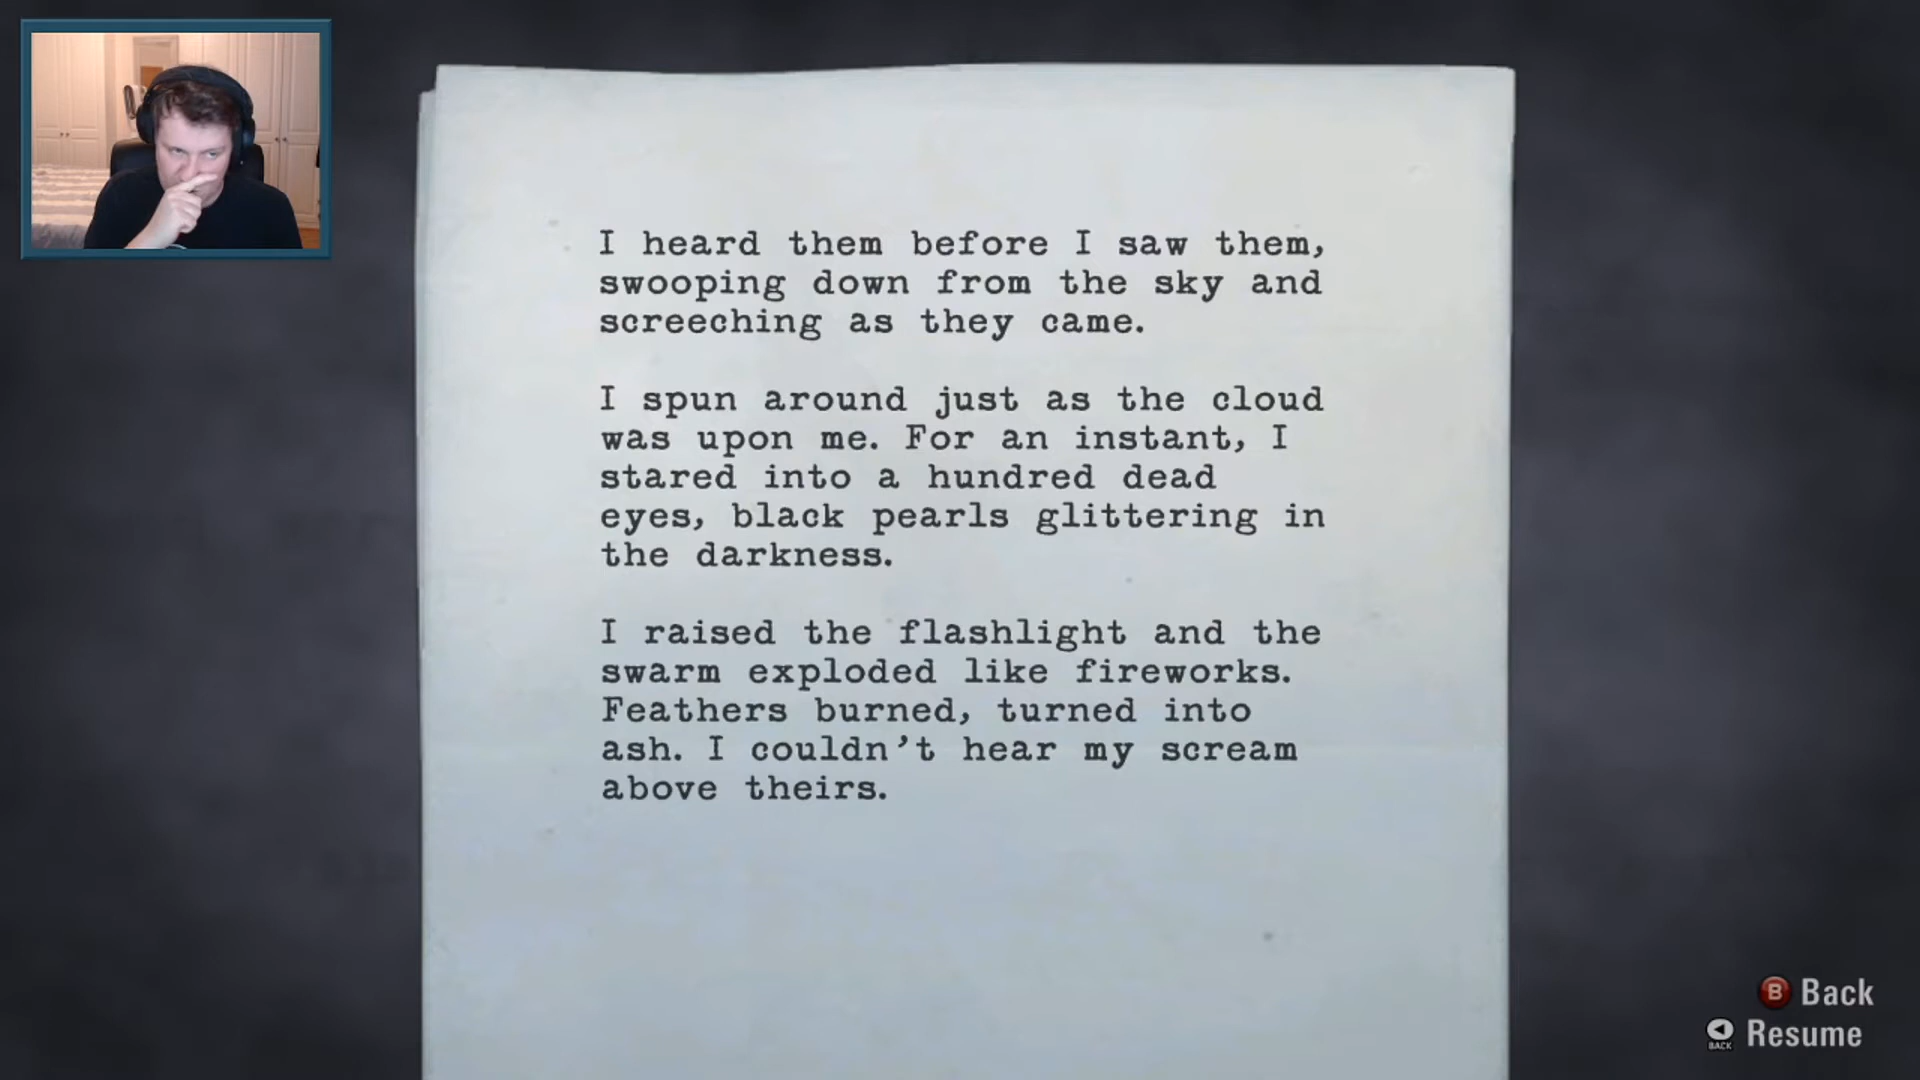 I heard them before I saw them,
swooping down from the sky and
screeching as they came.
I spun around just as the cloud
was upon me. For an instant, I
stared into a hundred dead
eyes, black pearls glittering in
the darkness.
I raised the flashlight and the
swarm exploded like fireworks.
Feathers burned, turned into
ash. I couldn't hear my scream
above theirs.
B Back
BACK Resume